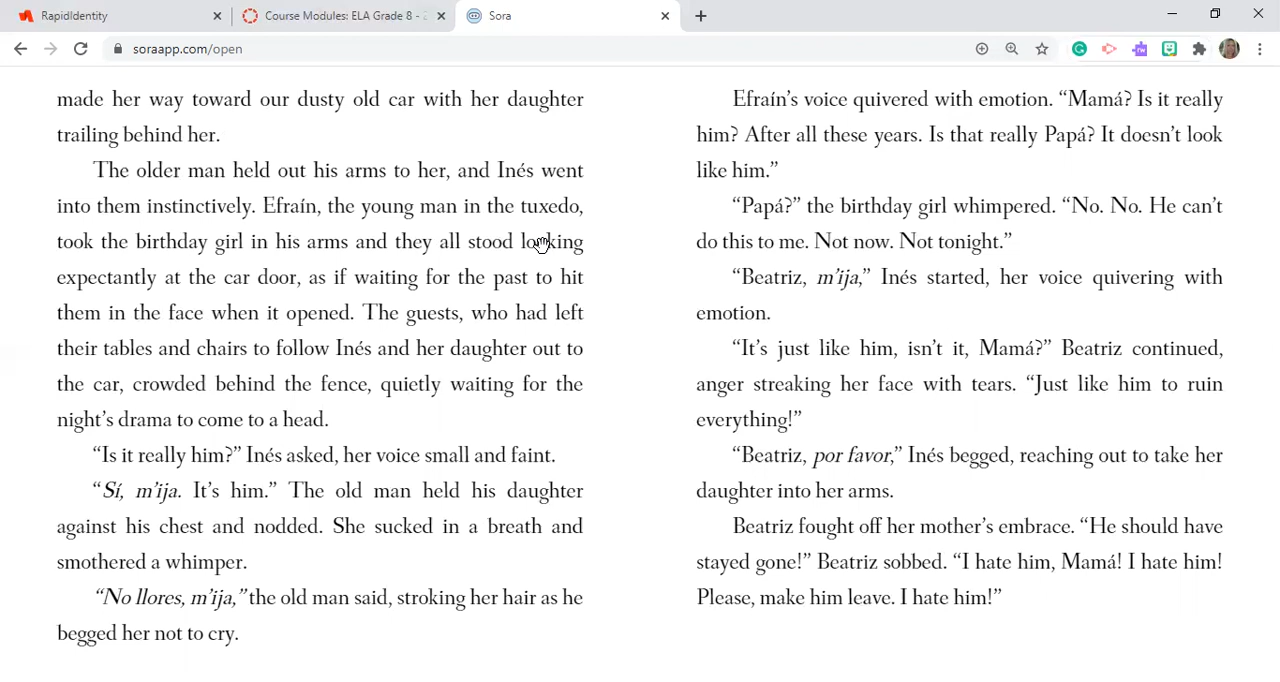 RapidIdentity
Course Modules: ELA Grade 8 -
Sora
soraapp.com/open
made her way toward our dusty old car with her daughter
trailing behind her.
The older man held out his arms to her, and Inés went
into them instinctively. Efraín, the young man in the tuxedo,
took the birthday girl in his arms and they all stood looking
expectantly at the car door, as if waiting for the past to hit
them in the face when it opened. The guests, who had left
their tables and chairs to follow Inés and her daughter out to
the car, crowded behind the fence, quietly waiting for the
night’s drama to come to a head.
“Is it really him?” Inés asked, her voice small and faint.
“Sí, m’ija. It’s him.” The old man held his daughter
against his chest and nodded. She sucked in a breath and
smothered a whimper.
“No llores, m’ija,” the old man said, stroking her hair as he
begged her not to cry.
Efraín’s voice quivered with emotion. “Mamá? Is it really
him? After all these years. Is that really Papá? It doesn’t look
like him.”
“Papá?” the birthday girl whimpered. “No. No. He can’t
do this to me. Not now. Not tonight.”
“Beatriz, m’ija,” Inés started, her voice quivering with
emotion.
“It’s just like him, isn’t it, Mamá?” Beatriz continued,
anger streaking her face with tears. “Just like him to ruin
everything!”
“Beatriz, por favor,” Inés begged, reaching out to take her
daughter into her arms.
Beatriz fought off her mother’s embrace. “He should have
stayed gone!” Beatriz sobbed. “I hate him, Mamá! I hate him!
Please, make him leave. I hate him!”